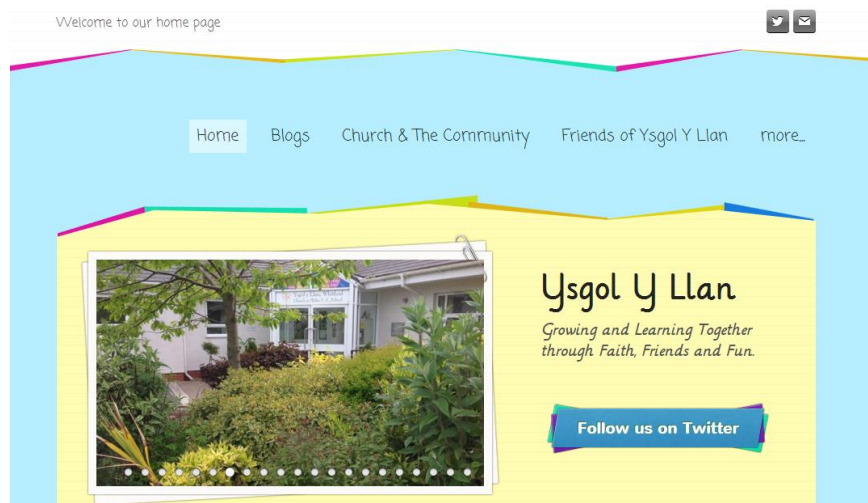 Welcome to our home page
Home
Blogs
Church & The Community
Friends of Ysgol Y Llan
more...
Ysgol Y Llan
Growing and Learning Together
through Faith, Friends and Fun.
Follow us on Twitter